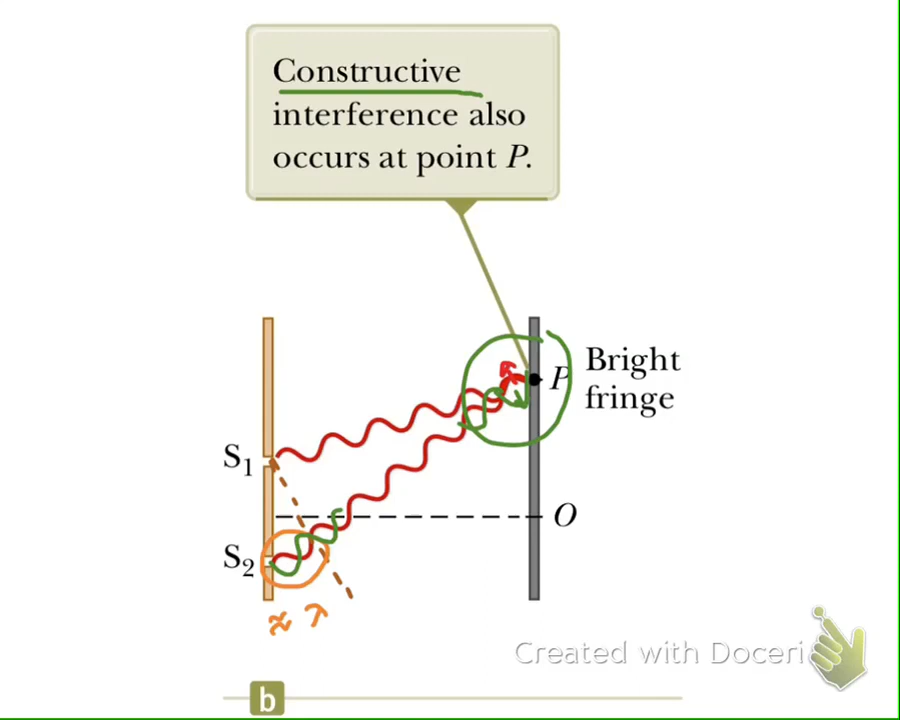 Constructive
interference also
occurs at point P.
P
Bright
fringe
S1
O
S2
≈ λ
Created with Doceri
b